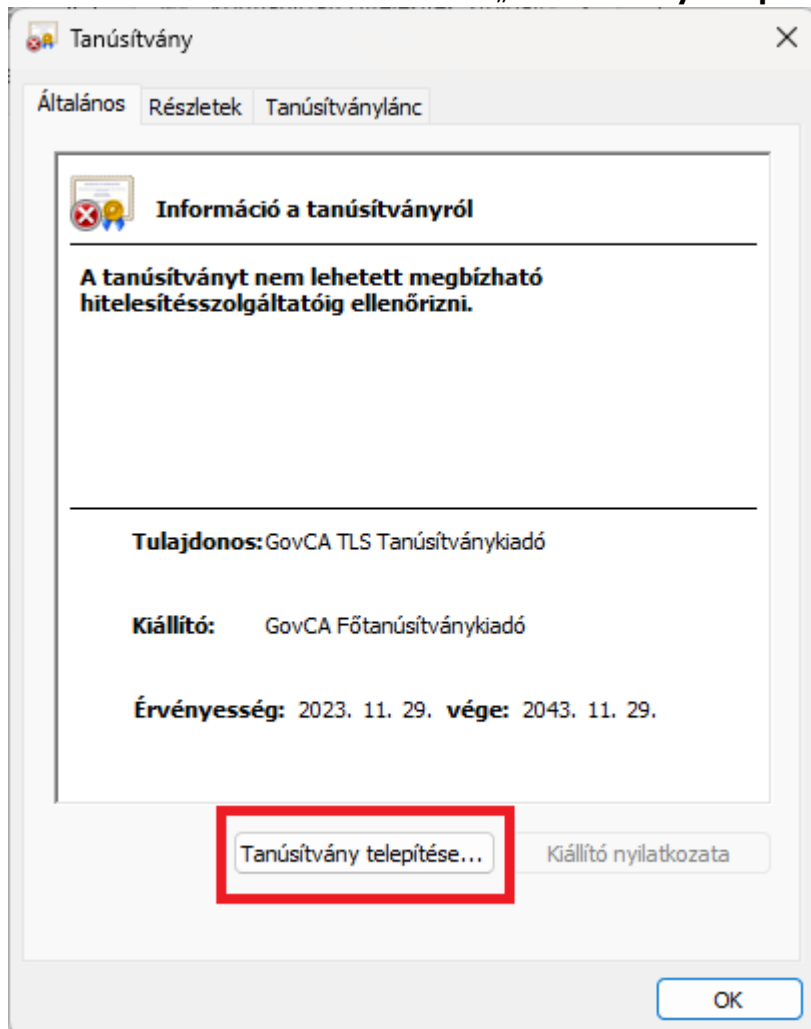 Tanúsítvány
Általános Részletek Tanúsítványlánc
Információ a tanúsítványról
A tanúsítványt nem lehetett megbízható
hitelesítésszolgáltatóig ellenőrizni.
Tulajdonos: GovCA TLS Tanúsítványkiadó
Kiállító: GovCA Főtanúsítványkiadó
Érvényesség: 2023. 11. 29. vége: 2043. 11. 29.
Tanúsítvány telepítése... Kiállító nyilatkozata
OK